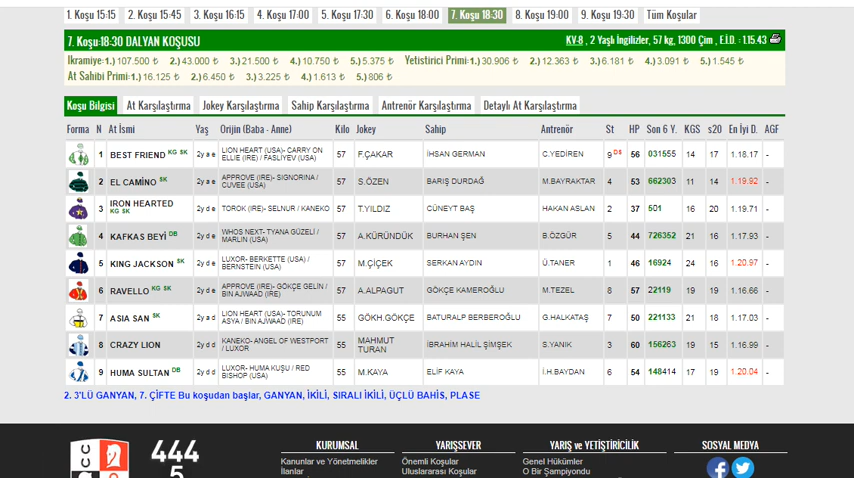 1. Koşu 15:15 2. Koşu 15:45 3. Koşu 16:15 4. Koşu 17:00 5. Koşu 17:30 6. Koşu 18:00 7. Koşu 18:30 8. Koşu 19:00 9. Koşu 19:30 Tüm Koşular
7. Koşu:18:30 DALYAN KOŞUSU KV-8 , 2 Yaşlı İngilizler, 57 kg, 1300 Çim , E.İ.D. : 1.15.43
İkramiye:1.) 107.500 ₺ 2.) 43.000 ₺ 3.) 21.500 ₺ 4.) 10.750 ₺ 5.) 5.375 ₺ Yetistirici Primi:1.) 30.906 ₺ 2.) 12.363 ₺ 3.) 6.181 ₺ 4.) 3.091 ₺ 5.) 1.545 ₺
At Sahibi Primi:1.) 16.125 ₺ 2.) 6.450 ₺ 3.) 3.225 ₺ 4.) 1.613 ₺ 5.) 806 ₺
Koşu Bilgisi At Karşılaştırma Jokey Karşılaştırma Sahip Karşılaştırma Antrenör Karşılaştırma Detaylı At Karşılaştırma
Forma N At İsmi Yaş Orijin (Baba - Anne) Kilo Jokey Sahip Antrenör St HP Son 6 Y. KGS s20 En İyi D. AGF
1 BEST FRIEND KG SK 2y a e LION HEART (USA)- CARRY ON ELLIE (IRE) / FASLIYEV (USA) 57 F.ÇAKAR İHSAN GERMAN C.YEDİREN 9 DS 56 031555 14 17 1.18.17 -
2 EL CAMİNO SK 2y d e APPROVE (IRE)- SIGNORINA / CUVEE (USA) 57 S.ÖZEN BARIŞ DURDAĞ M.BAYRAKTAR 4 53 662303 11 14 1.19.92 -
3 IRON HEARTED KG SK 2y d e TOROK (IRE)- SELNUR / KANEKO 57 T.YILDIZ CÜNEYT BAŞ HAKAN ASLAN 2 37 501 16 20 1.19.71 -
4 KAFKAS BEYİ DB 2y d e WHOS NEXT- TYANA GÜZELİ / MARLIN (USA) 57 A.KÜRÜNDÜK BURHAN ŞEN B.ÖZGÜR 5 44 726352 21 16 1.17.93 -
5 KING JACKSON SK 2y d e LUXOR- BERKETTE (USA) / BERNSTEIN (USA) 57 M.ÇİÇEK SERKAN AYDIN Ü.TANER 1 46 16924 24 16 1.20.97 -
6 RAVELLO KG SK 2y d e APPROVE (IRE)- GÖKÇE GELİN / BIN AJWAAD (IRE) 57 A.ALPAGUT GÖKÇE KAMEROĞLU M.TEZEL 8 57 22119 19 19 1.16.66 -
7 ASIA SAN SK 2y a d LION HEART (USA)- TORUNUM ASYA / BIN AJWAAD (IRE) 55 GÖKH.GÖKÇE BATURALP BERBEROĞLU G.HALKATAŞ 7 50 221133 21 18 1.17.03 -
8 CRAZY LION 2y d d KANEKO- ANGEL OF WESTPORT / LUXOR 55 MAHMUT TURAN İBRAHİM HALİL ŞİMŞEK S.YANIK 3 60 156263 19 15 1.16.99 -
9 HUMA SULTAN DB 2y d d LUXOR- HUMA KUŞU / RED BISHOP (USA) 55 M.KAYA ELİF KAYA İ.H.BAYDAN 6 54 148414 17 19 1.20.04 -
2. 3'LÜ GANYAN, 7. ÇİFTE Bu koşudan başlar, GANYAN, İKİLİ, SIRALI İKİLİ, ÜÇLÜ BAHİS, PLASE
444
5
KURUMSAL YARIŞSEVER YARIŞ ve YETİŞTİRİCİLİK SOSYAL MEDYA
Kanunlar ve Yönetmelikler Önemli Koşular Genel Hükümler
İlanlar Uluslararası Koşular O Bir Şampiyondu